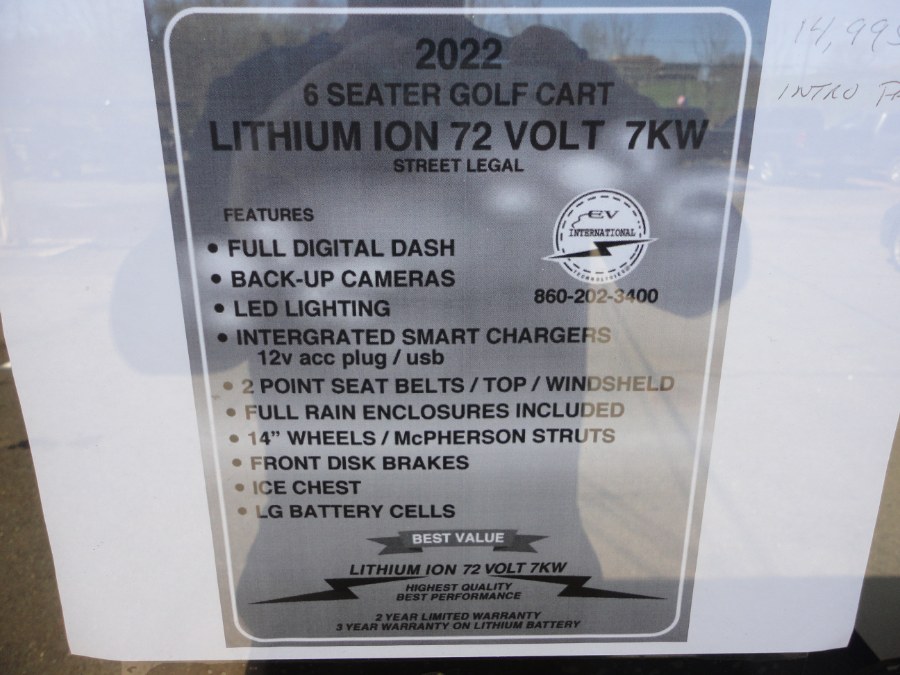 2022
6 SEATER GOLF CART
LITHIUM ION 72 VOLT 7KW
STREET LEGAL
FEATURES
• FULL DIGITAL DASH
• BACK-UP CAMERAS
• LED LIGHTING
• INTERGRATED SMART CHARGERS
12v acc plug / usb
• 2 POINT SEAT BELTS / TOP / WINDSHELD
• FULL RAIN ENCLOSURES INCLUDED
• 14” WHEELS / McPHERSON STRUTS
• FRONT DISK BRAKES
• ICE CHEST
• LG BATTERY CELLS
EV
INTERNATIONAL
860-202-3400
BEST VALUE
LITHIUM ION 72 VOLT 7KW
HIGHEST QUALITY
BEST PERFORMANCE
2 YEAR LIMITED WARRANTY
3 YEAR WARRANTY ON LITHIUM BATTERY
14,995
INTRO